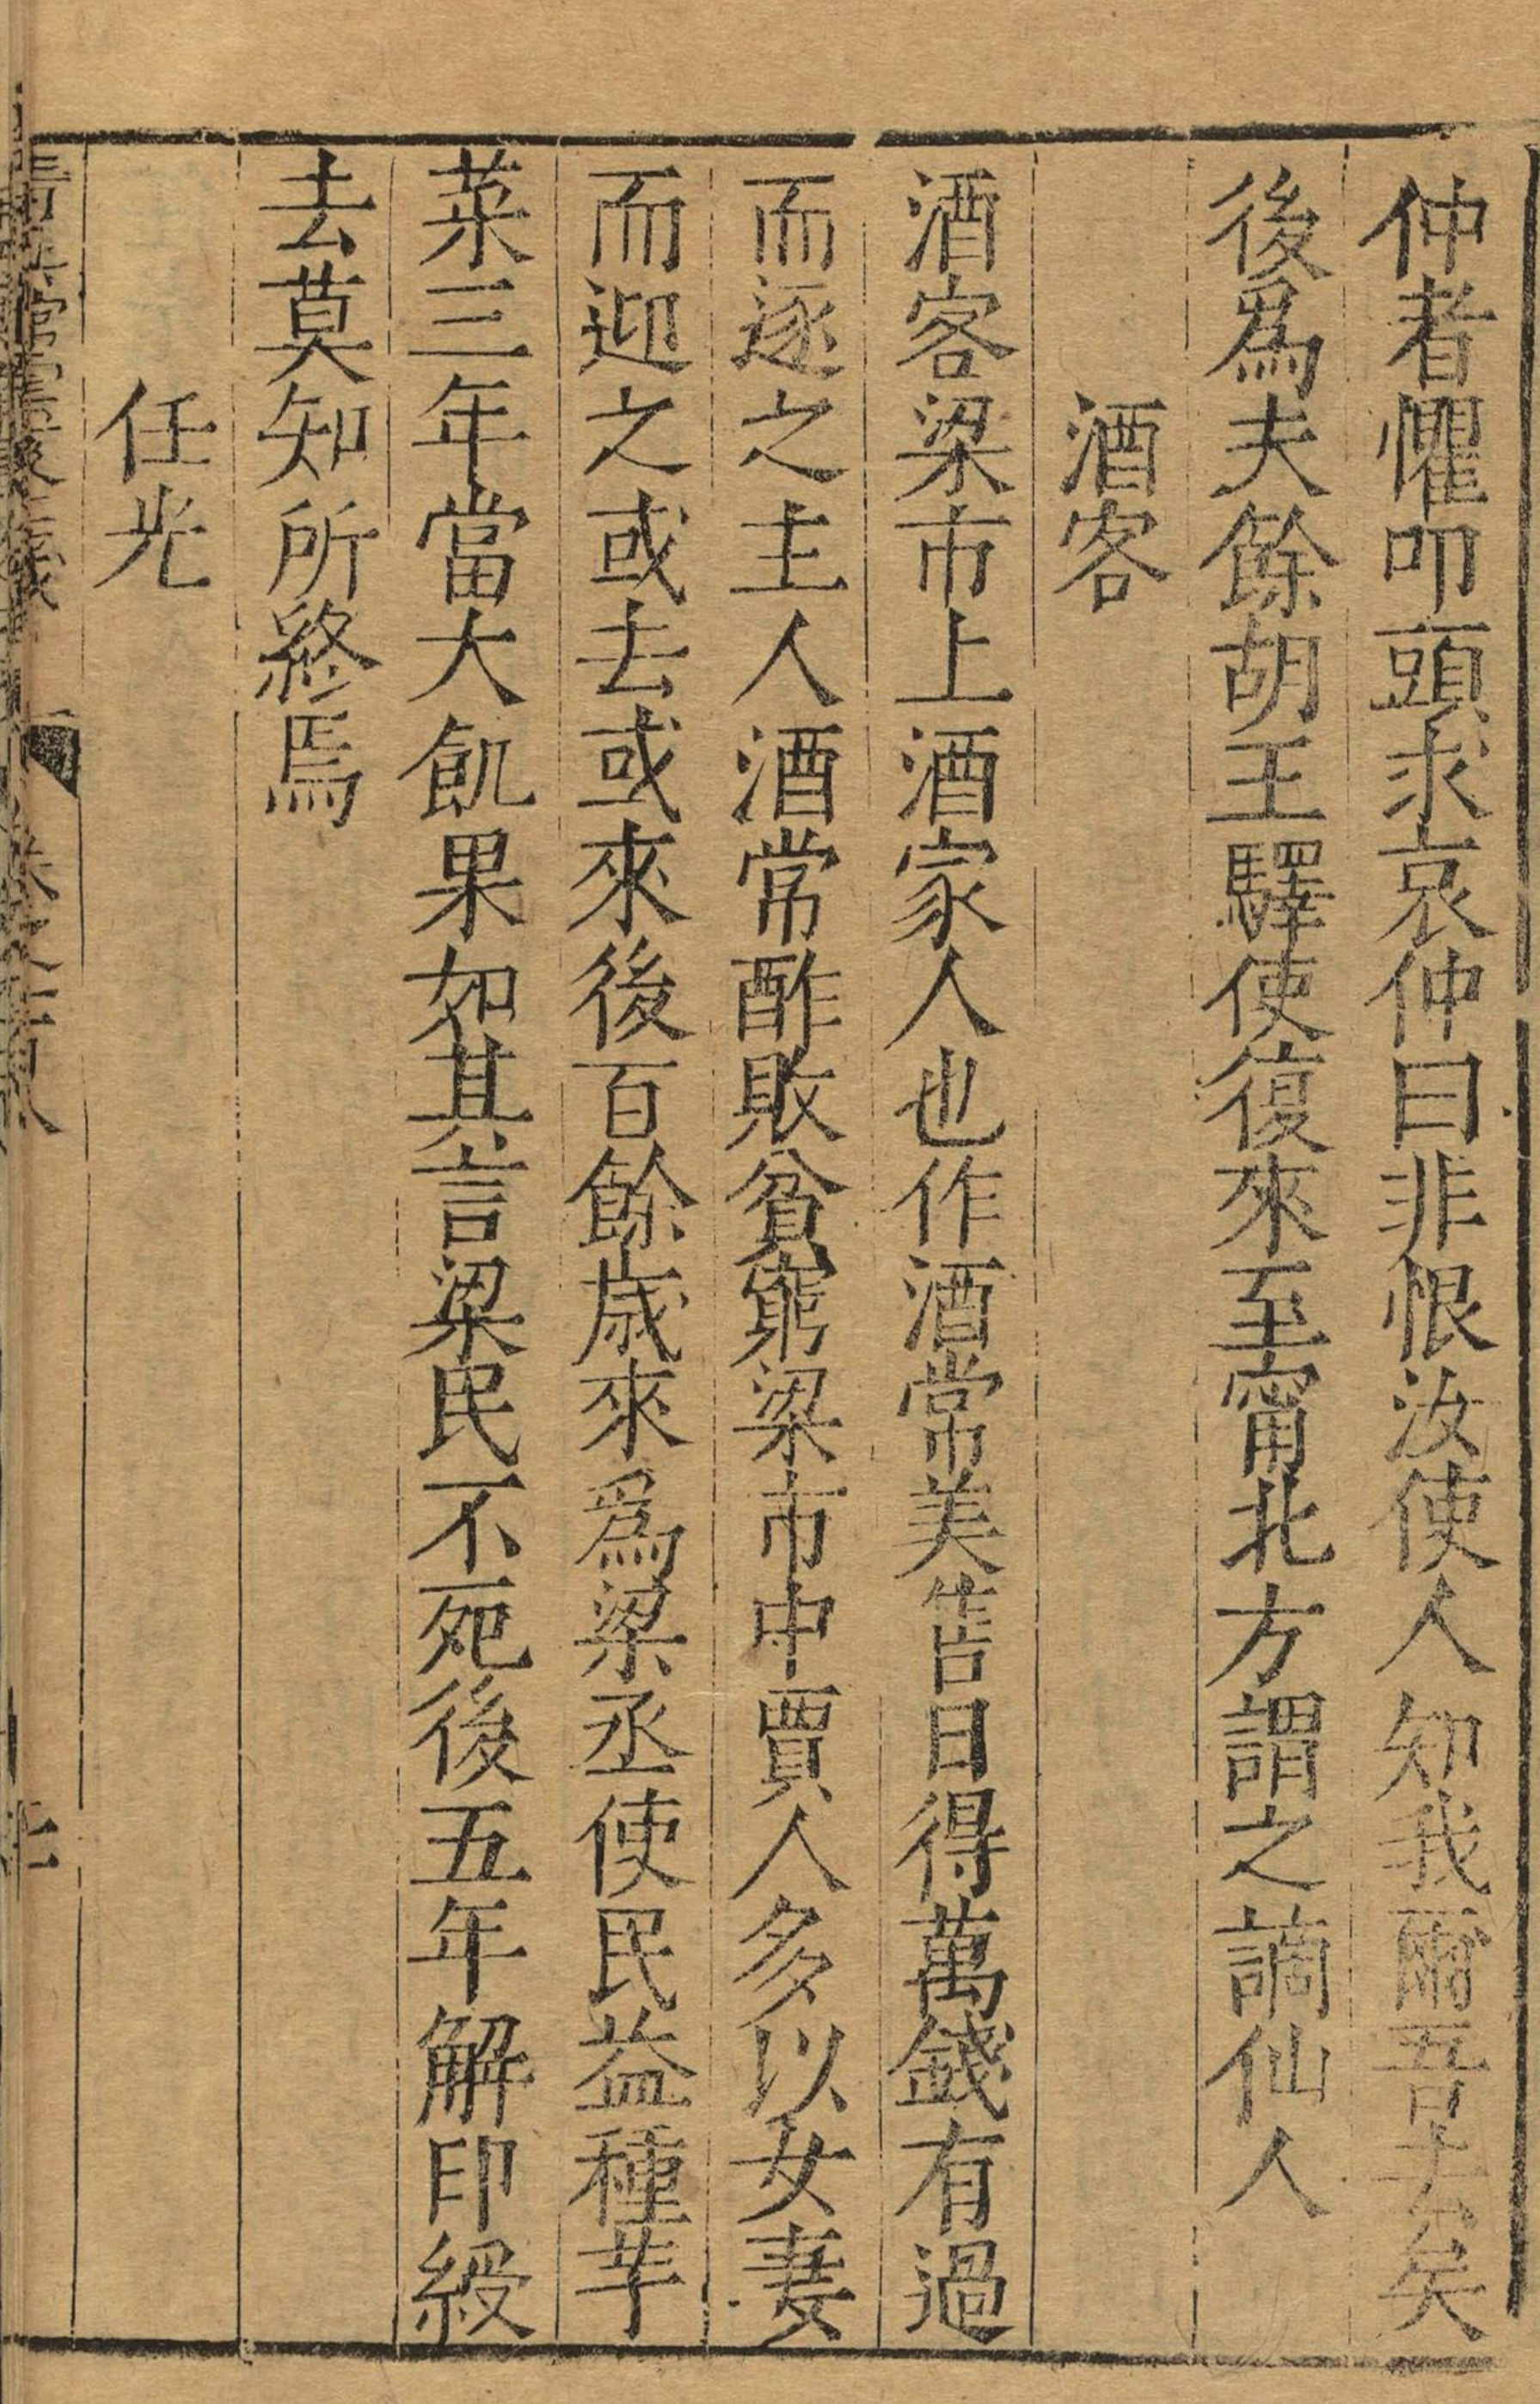 仲者懼叩頭求哀仲曰非恨汝使人知我爾吾去矣
後爲夫餘胡王驛使復來至甯北方謂之謫仙人
酒客
酒客梁市上酒家人也作酒常美售日得萬錢有過
而逐之主人酒常酢敗貧窮梁市中賈人多以女妻
而迎之或去或來後百餘歲來爲梁丞使民益種芋
菜三年當大飢果如其言梁民不死後五年解印綬
去莫知所終焉
任光